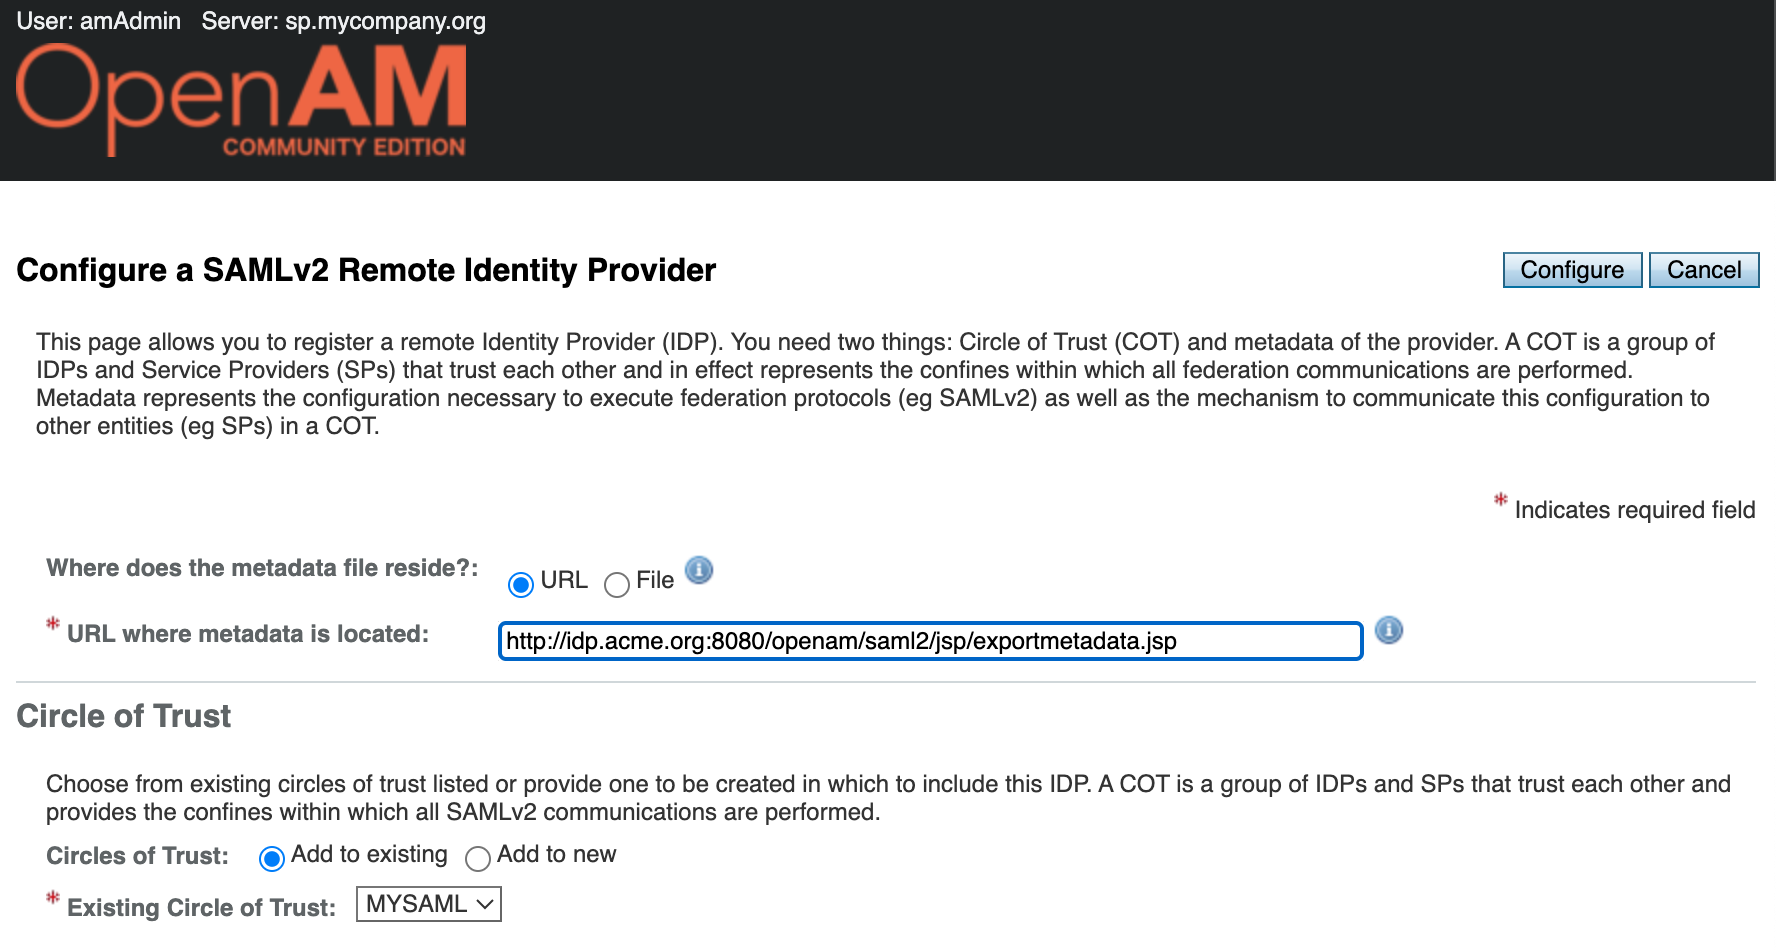 User: amAdmin Server: sp.mycompany.org
OpenAM
COMMUNITY EDITION
Configure a SAMLv2 Remote Identity Provider
Configure Cancel
This page allows you to register a remote Identity Provider (IDP). You need two things: Circle of Trust (COT) and metadata of the provider. A COT is a group of
IDPs and Service Providers (SPs) that trust each other and in effect represents the confines within which all federation communications are performed.
Metadata represents the configuration necessary to execute federation protocols (eg SAMLv2) as well as the mechanism to communicate this configuration to
other entities (eg SPs) in a COT.
* Indicates required field
Where does the metadata file reside?: URL File
* URL where metadata is located: http://idp.acme.org:8080/openam/saml2/jsp/exportmetadata.jsp
Circle of Trust
Choose from existing circles of trust listed or provide one to be created in which to include this IDP. A COT is a group of IDPs and SPs that trust each other and
provides the confines within which all SAMLv2 communications are performed.
Circles of Trust: Add to existing Add to new
* Existing Circle of Trust: MYSAML